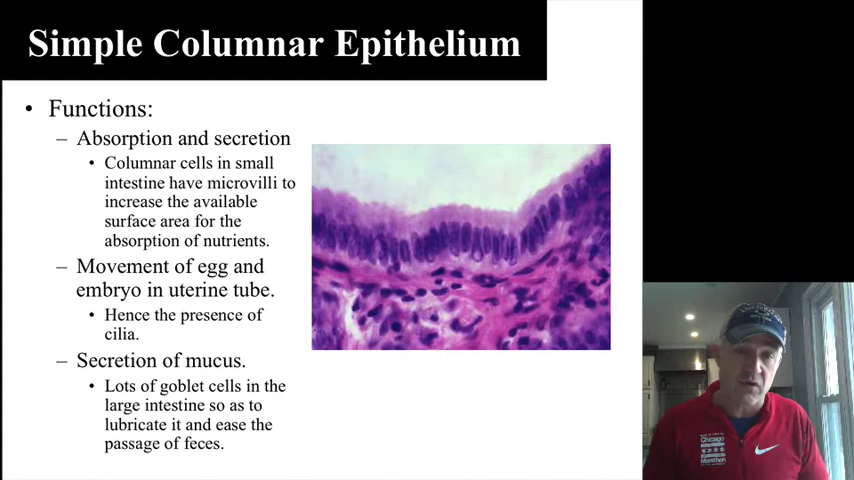 Simple Columnar Epithelium
• Functions:
– Absorption and secretion
• Columnar cells in small
intestine have microvilli to
increase the available
surface area for the
absorption of nutrients.
– Movement of egg and
embryo in uterine tube.
• Hence the presence of
cilia.
– Secretion of mucus.
• Lots of goblet cells in the
large intestine so as to
lubricate it and ease the
passage of feces.
Chicago
Marathon